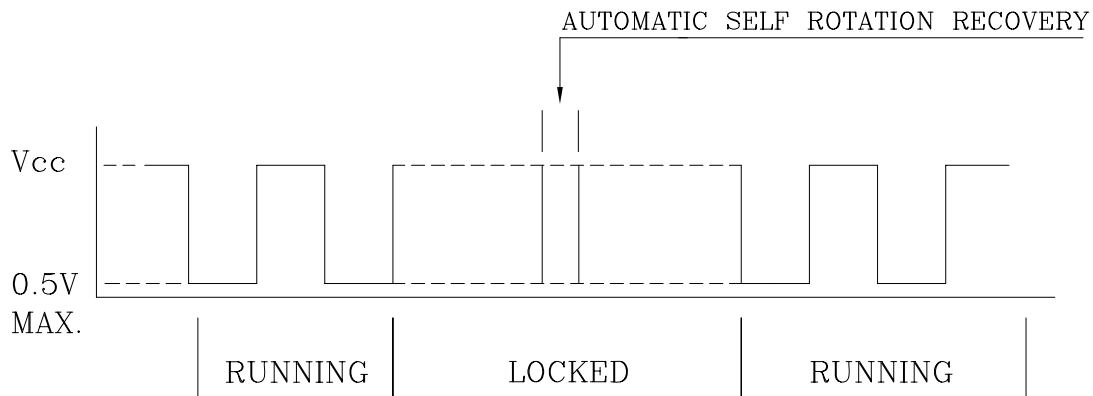 AUTOMATIC SELF ROTATION RECOVERY
Vcc
0.5V
MAX.
RUNNING
LOCKED
RUNNING